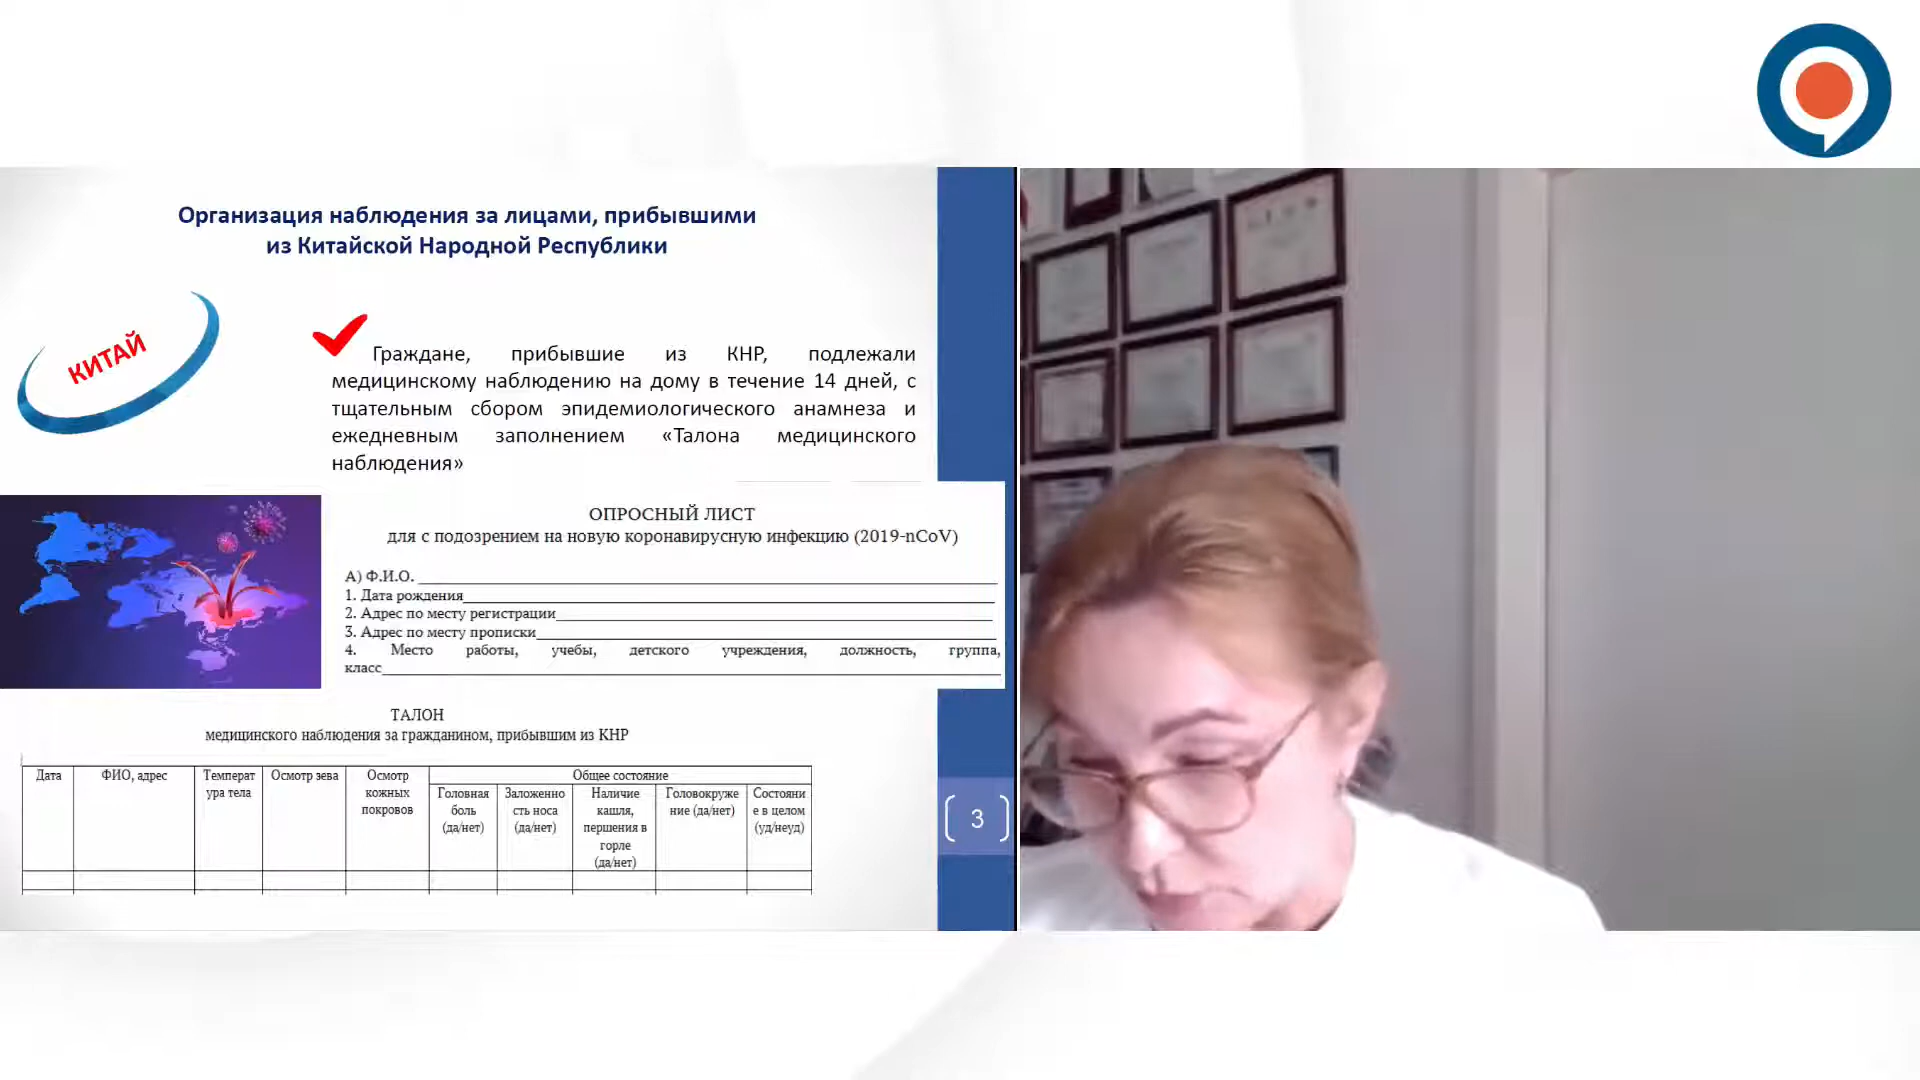 Организация наблюдения за лицами, прибывшими
из Китайской Народной Республики
КИТАЙ
Граждане, прибывшие из КНР, подлежали
медицинскому наблюдению на дому в течение 14 дней, с
тщательным сбором эпидемиологического анамнеза и
ежедневным заполнением «Талона медицинского
наблюдения»
ОПРОСНЫЙ ЛИСТ
для с подозрением на новую коронавирусную инфекцию (2019-nCoV)
А) Ф.И.О.
1. Дата рождения
2. Адрес по месту регистрации
3. Адрес по месту прописки
4. Место работы, учебы, детского учреждения, должность, группа,
класс
ТАЛОН
медицинского наблюдения за гражданином, прибывшим из КНР
Дата
ФИО, адрес
Температ
ура тела
Осмотр зева
Осмотр
кожных
покровов
Общее состояние
Головная
боль
(да/нет)
Заложенно
сть носа
(да/нет)
Наличие
кашля,
першения в
горле
(да/нет)
Головокруже
ние (да/нет)
Состояни
е в целом
(уд/неуд)
3